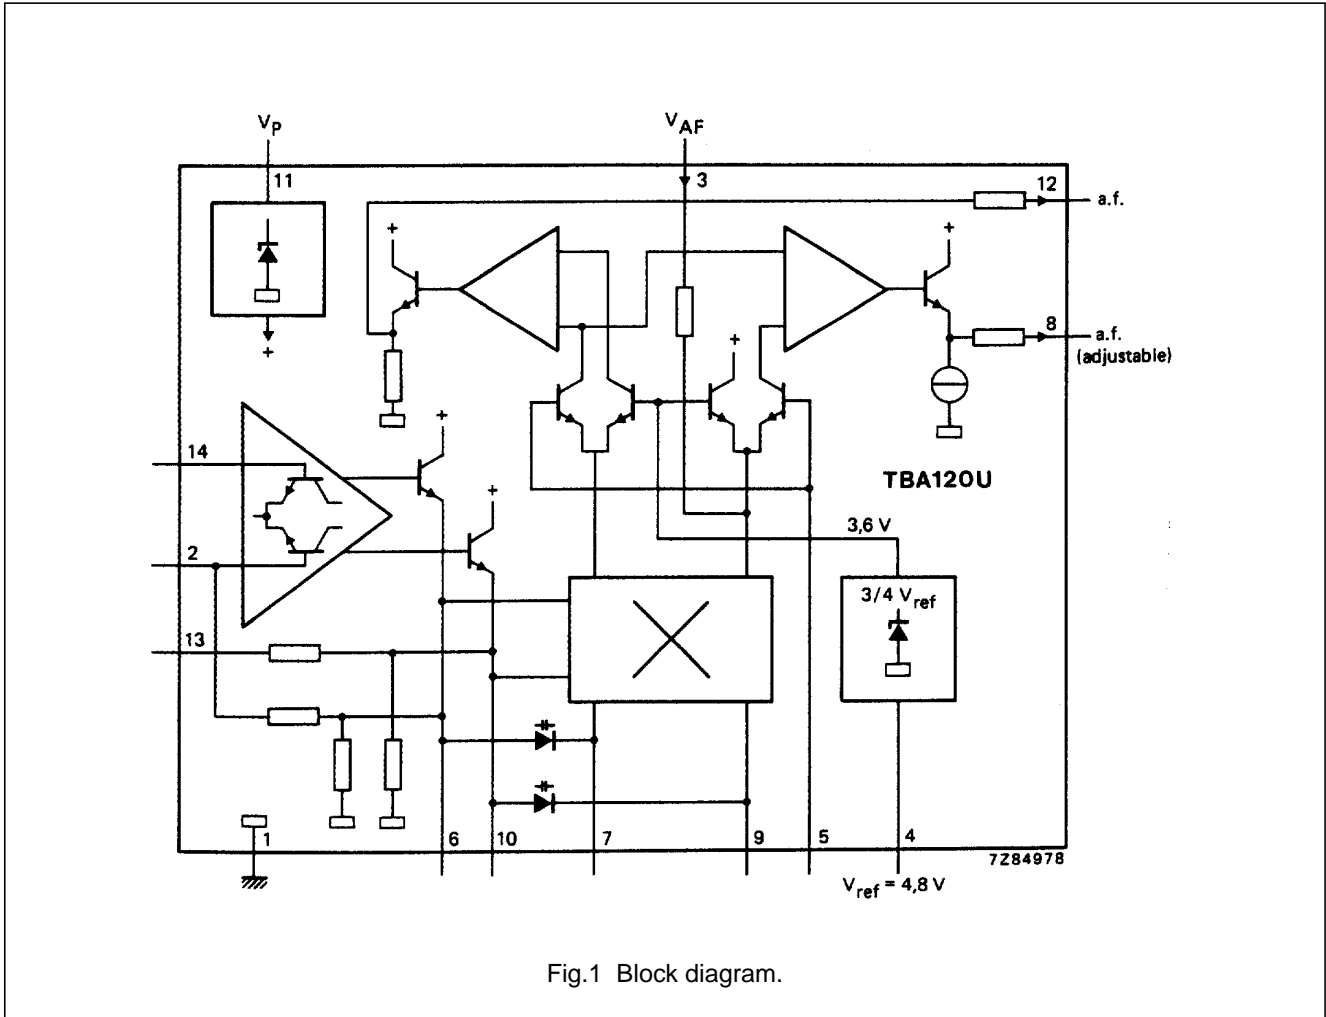 V_P
V_AF
11
3
12
a.f.
+
+
+
8
a.f.
(adjustable)
+
+
14
+
TBA120U
3,6 V
2
3/4 V_ref
13
1
6
10
7
9
5
4
7Z84978
V_ref = 4,8 V
Fig.1 Block diagram.